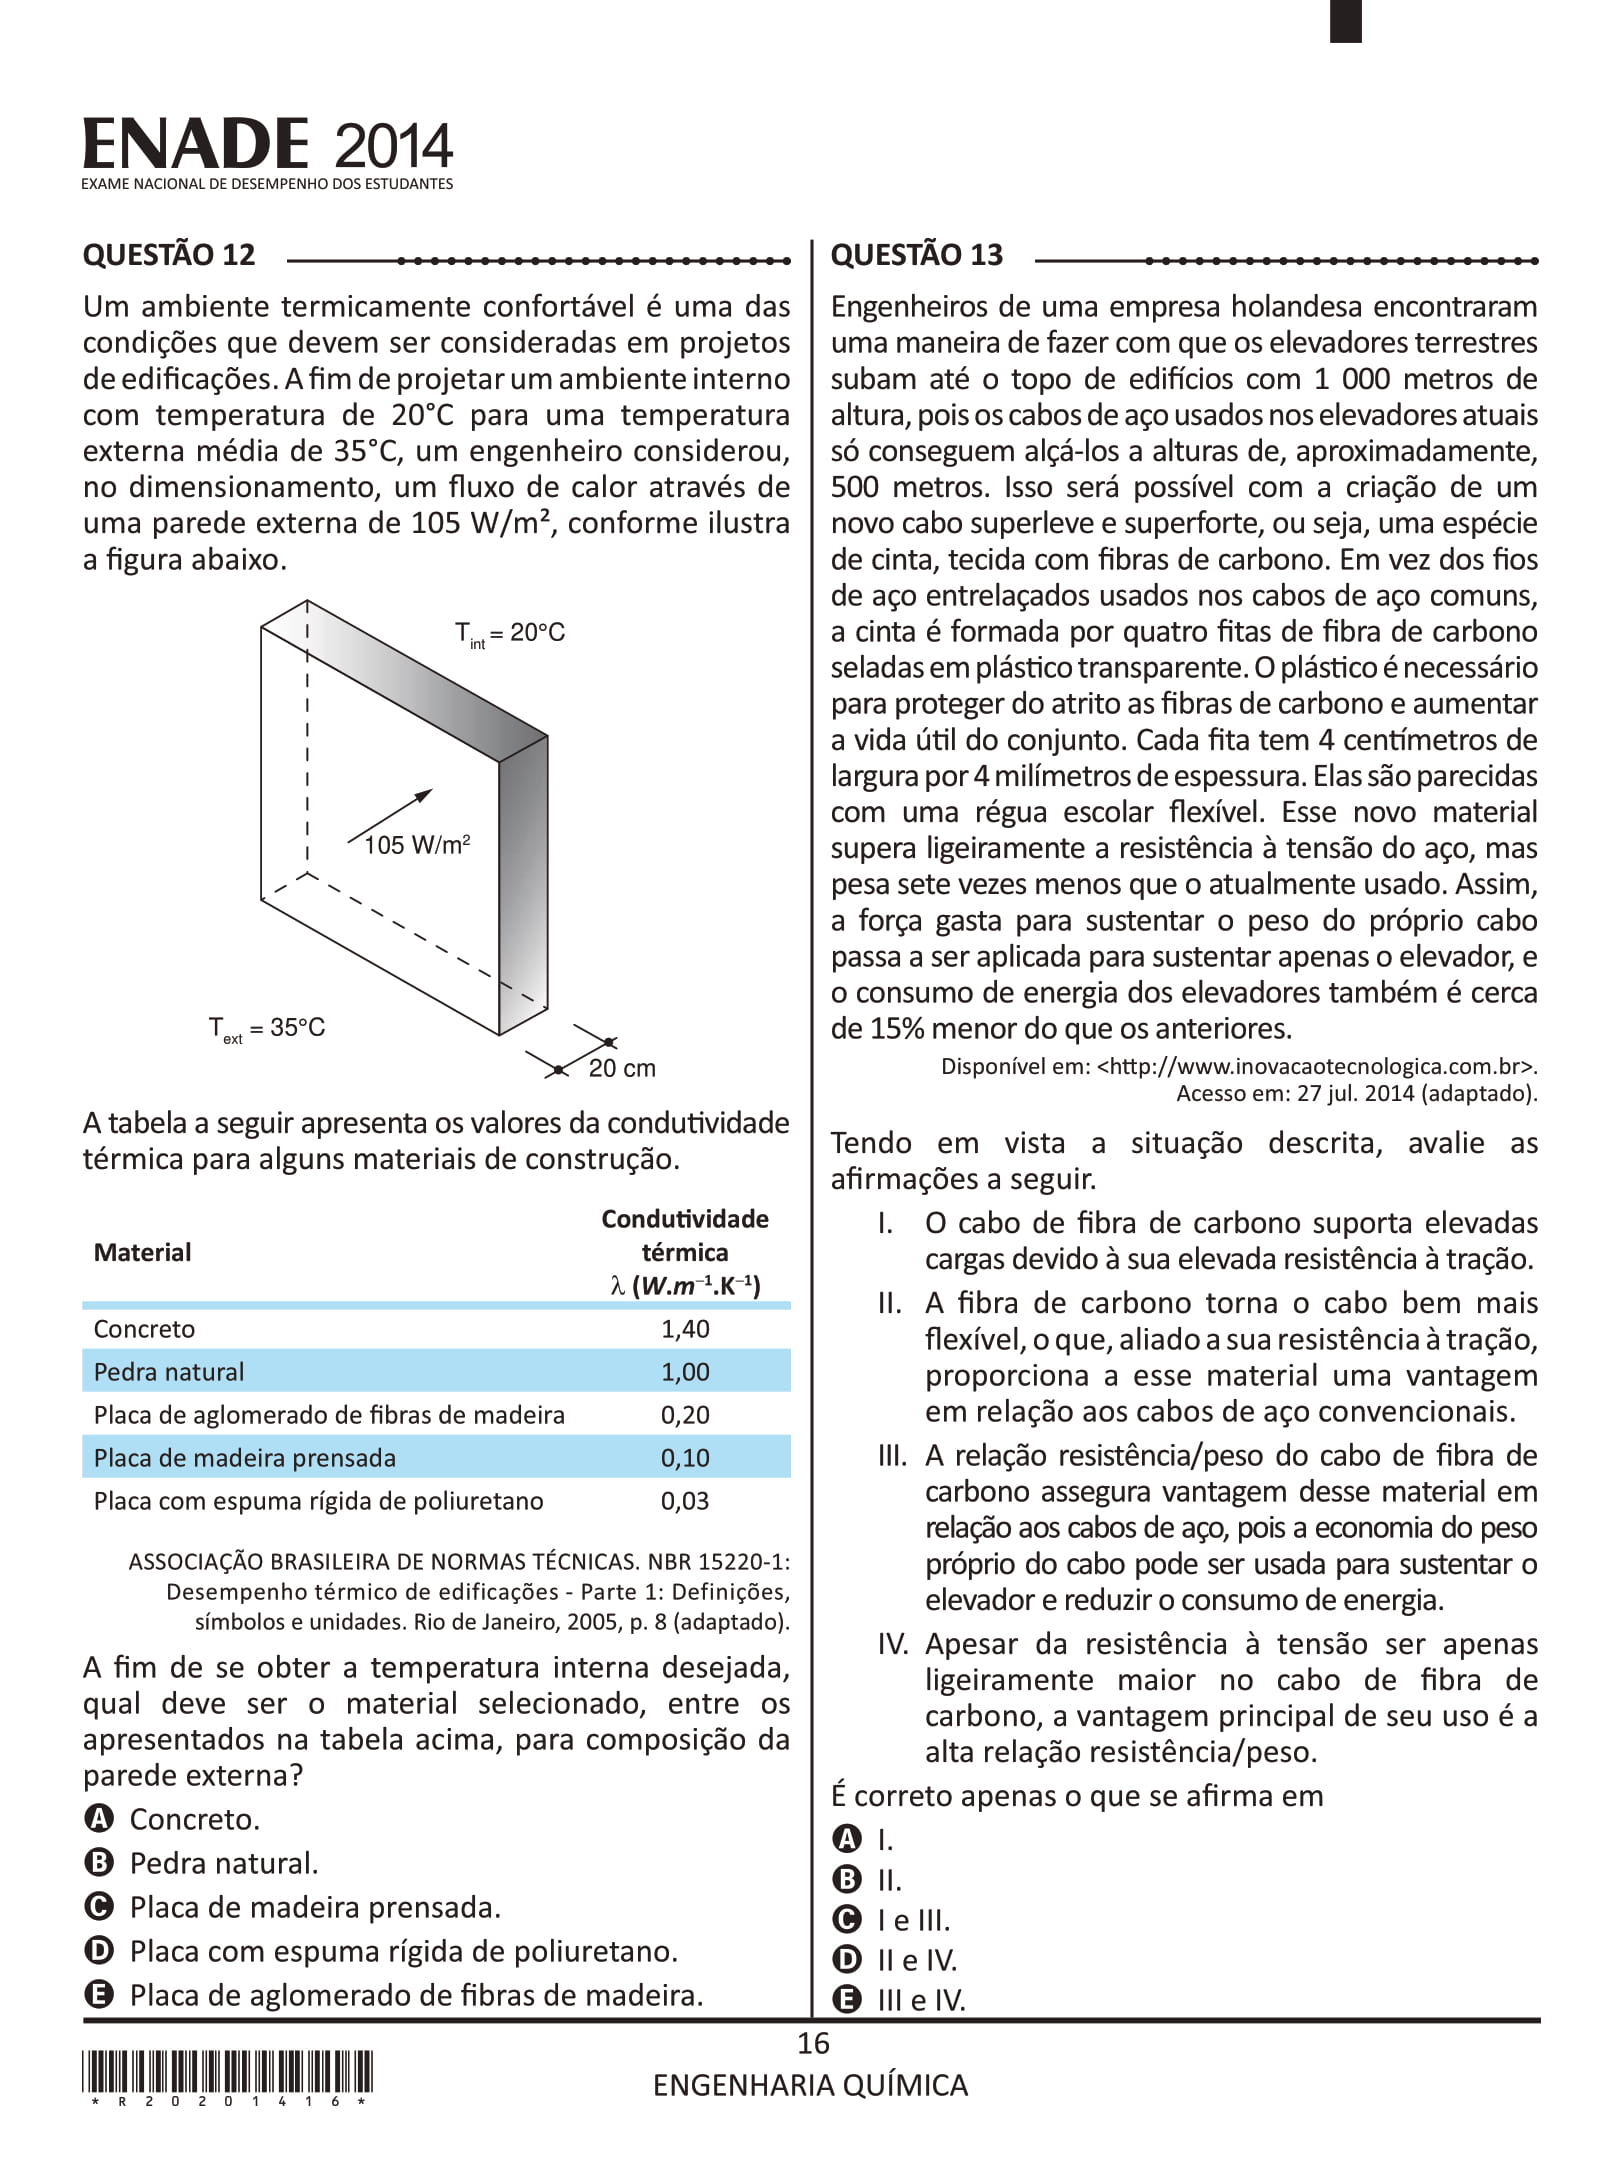 ENADE 2014
EXAME NACIONAL DE DESEMPENHO DOS ESTUDANTES
QUESTÃO 12
Um ambiente termicamente confortável é uma das
condições que devem ser consideradas em projetos
de edificações. A fim de projetar um ambiente interno
com temperatura de 20°C para uma temperatura
externa média de 35°C, um engenheiro considerou,
no dimensionamento, um fluxo de calor através de
uma parede externa de 105 W/m², conforme ilustra
a figura abaixo.
T_int = 20°C
105 W/m²
T_ext = 35°C
20 cm
A tabela a seguir apresenta os valores da condutividade
térmica para alguns materiais de construção.
Material
Condutividade
térmica
λ (W.m⁻¹.K⁻¹)
Concreto 1,40
Pedra natural 1,00
Placa de aglomerado de fibras de madeira 0,20
Placa de madeira prensada 0,10
Placa com espuma rígida de poliuretano 0,03
ASSOCIAÇÃO BRASILEIRA DE NORMAS TÉCNICAS. NBR 15220-1:
Desempenho térmico de edificações - Parte 1: Definições,
símbolos e unidades. Rio de Janeiro, 2005, p. 8 (adaptado).
A fim de se obter a temperatura interna desejada,
qual deve ser o material selecionado, entre os
apresentados na tabela acima, para composição da
parede externa?
A Concreto.
B Pedra natural.
C Placa de madeira prensada.
D Placa com espuma rígida de poliuretano.
E Placa de aglomerado de fibras de madeira.
QUESTÃO 13
Engenheiros de uma empresa holandesa encontraram
uma maneira de fazer com que os elevadores terrestres
subam até o topo de edifícios com 1 000 metros de
altura, pois os cabos de aço usados nos elevadores atuais
só conseguem alçá-los a alturas de, aproximadamente,
500 metros. Isso será possível com a criação de um
novo cabo superleve e superforte, ou seja, uma espécie
de cinta, tecida com fibras de carbono. Em vez dos fios
de aço entrelaçados usados nos cabos de aço comuns,
a cinta é formada por quatro fitas de fibra de carbono
seladas em plástico transparente. O plástico é necessário
para proteger do atrito as fibras de carbono e aumentar
a vida útil do conjunto. Cada fita tem 4 centímetros de
largura por 4 milímetros de espessura. Elas são parecidas
com uma régua escolar flexível. Esse novo material
supera ligeiramente a resistência à tensão do aço, mas
pesa sete vezes menos que o atualmente usado. Assim,
a força gasta para sustentar o peso do próprio cabo
passa a ser aplicada para sustentar apenas o elevador, e
o consumo de energia dos elevadores também é cerca
de 15% menor do que os anteriores.
Disponível em: <http://www.inovacaotecnologica.com.br>.
Acesso em: 27 jul. 2014 (adaptado).
Tendo em vista a situação descrita, avalie as
afirmações a seguir.
I. O cabo de fibra de carbono suporta elevadas
cargas devido à sua elevada resistência à tração.
II. A fibra de carbono torna o cabo bem mais
flexível, o que, aliado a sua resistência à tração,
proporciona a esse material uma vantagem
em relação aos cabos de aço convencionais.
III. A relação resistência/peso do cabo de fibra de
carbono assegura vantagem desse material em
relação aos cabos de aço, pois a economia do peso
próprio do cabo pode ser usada para sustentar o
elevador e reduzir o consumo de energia.
IV. Apesar da resistência à tensão ser apenas
ligeiramente maior no cabo de fibra de
carbono, a vantagem principal de seu uso é a
alta relação resistência/peso.
É correto apenas o que se afirma em
A I.
B II.
C I e III.
D II e IV.
E III e IV.
16
ENGENHARIA QUÍMICA
* R 2 0 2 0 1 4 1 6 *